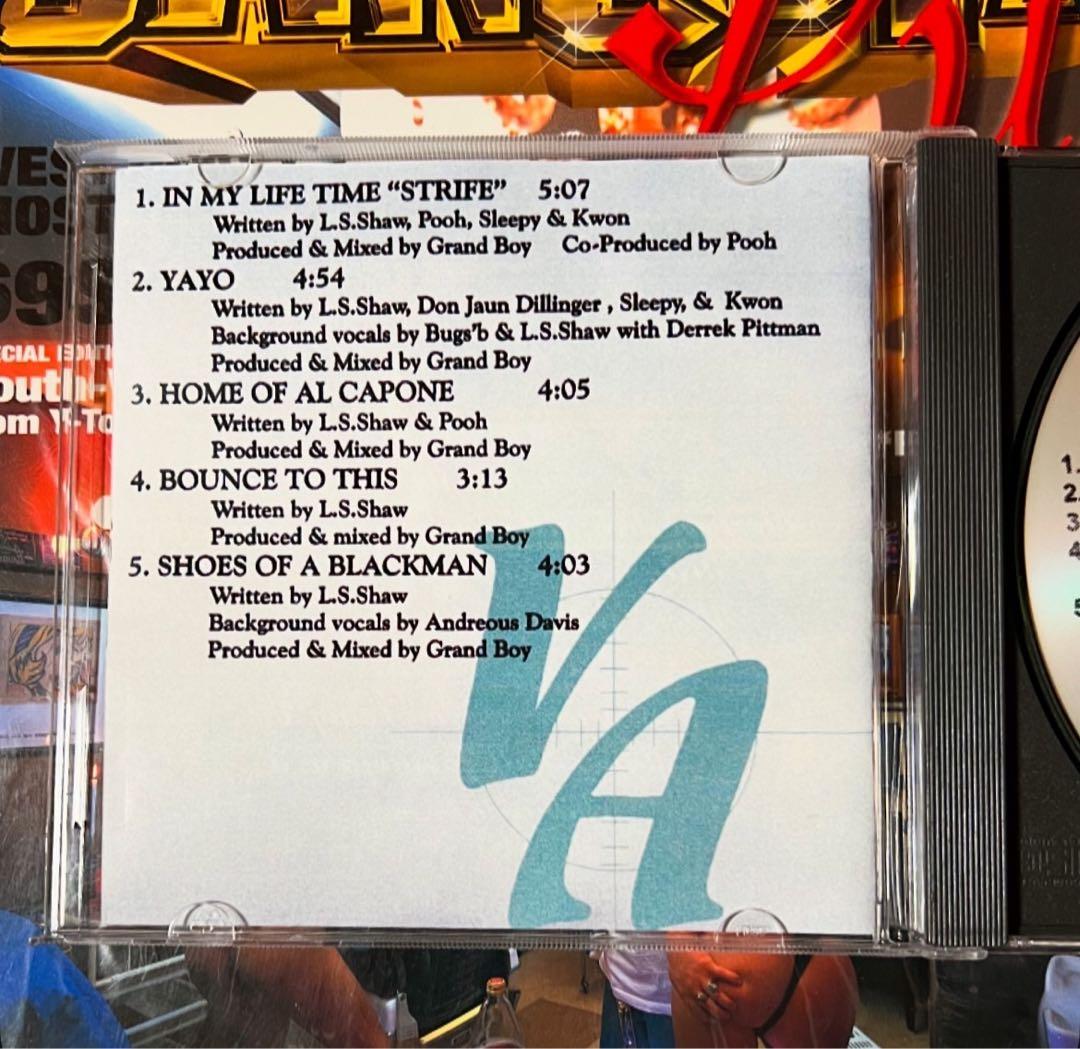 1. IN MY LIFE TIME “STRIFE” 5:07
Written by L.S.Shaw, Pooh, Sleepy & Kwon
Produced & Mixed by Grand Boy Co-Produced by Pooh
2. YAYO 4:54
Written by L.S.Shaw, Don Jaun Dillinger , Sleepy, & Kwon
Background vocals by Bugs’b & L.S.Shaw with Derrek Pittman
Produced & Mixed by Grand Boy
3. HOME OF AL CAPONE 4:05
Written by L.S.Shaw & Pooh
Produced & Mixed by Grand Boy
4. BOUNCE TO THIS 3:13
Written by L.S.Shaw
Produced & mixed by Grand Boy
5. SHOES OF A BLACKMAN 4:03
Written by L.S.Shaw
Background vocals by Andreous Davis
Produced & Mixed by Grand Boy
VA
1.
2.
3
4
5